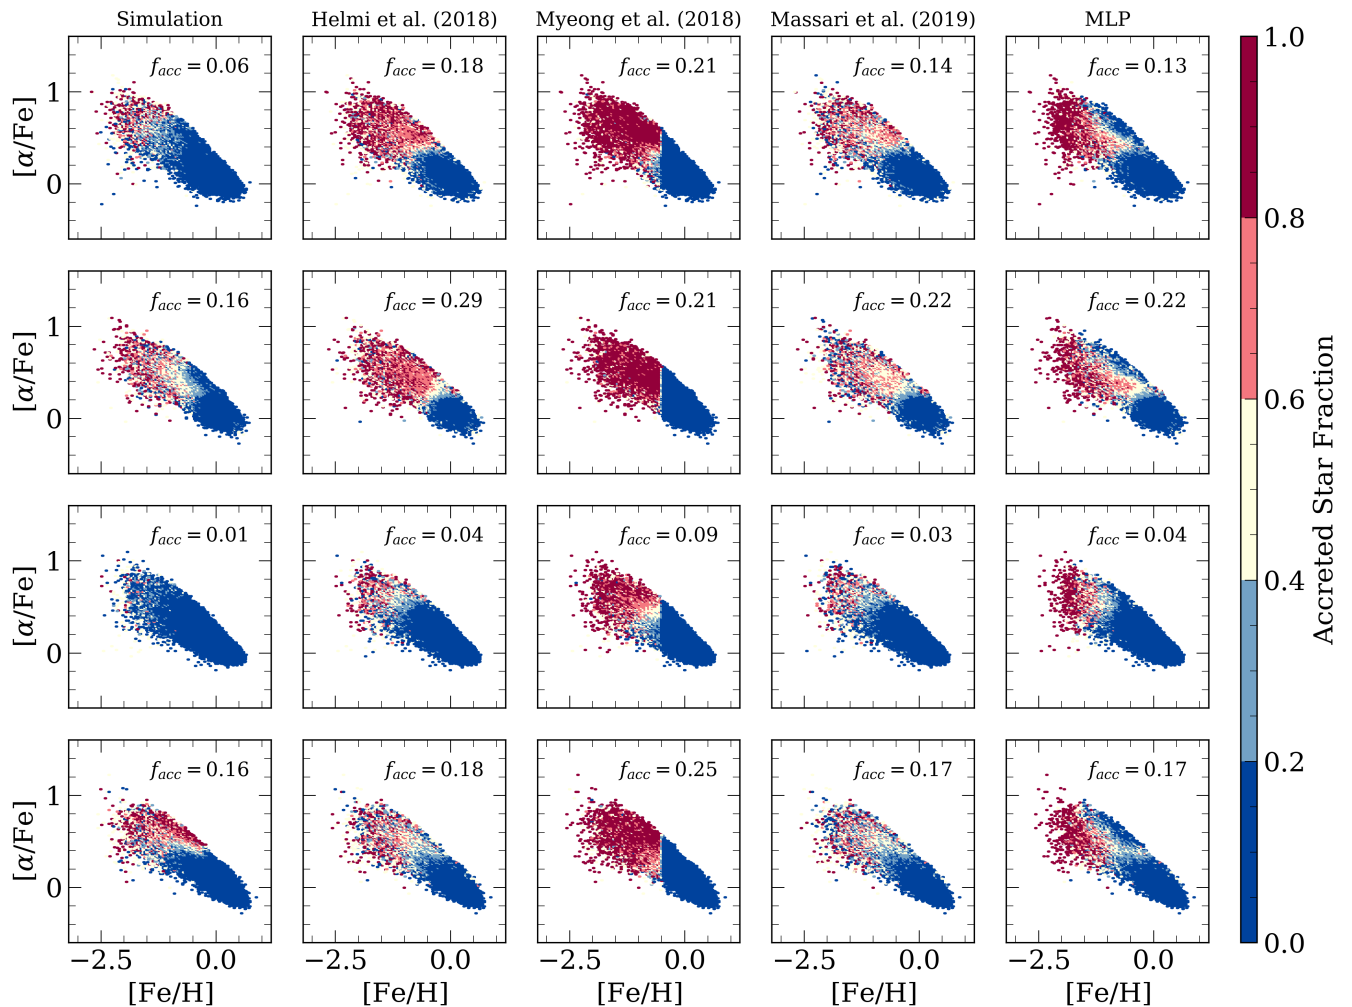 Simulation Helmi et al. (2018) Myeong et al. (2018) Massari et al. (2019) MLP
[α/Fe] 1 0 f_acc = 0.06 f_acc = 0.18 f_acc = 0.21 f_acc = 0.14 f_acc = 0.13
[α/Fe] 1 0 f_acc = 0.16 f_acc = 0.29 f_acc = 0.21 f_acc = 0.22 f_acc = 0.22
[α/Fe] 1 0 f_acc = 0.01 f_acc = 0.04 f_acc = 0.09 f_acc = 0.03 f_acc = 0.04
[α/Fe] 1 0 f_acc = 0.16 f_acc = 0.18 f_acc = 0.25 f_acc = 0.17 f_acc = 0.17
−2.5 0.0 −2.5 0.0 −2.5 0.0 −2.5 0.0 −2.5 0.0
[Fe/H] [Fe/H] [Fe/H] [Fe/H] [Fe/H]
1.0
0.8
0.6
0.4
0.2
0.0
Accreted Star Fraction